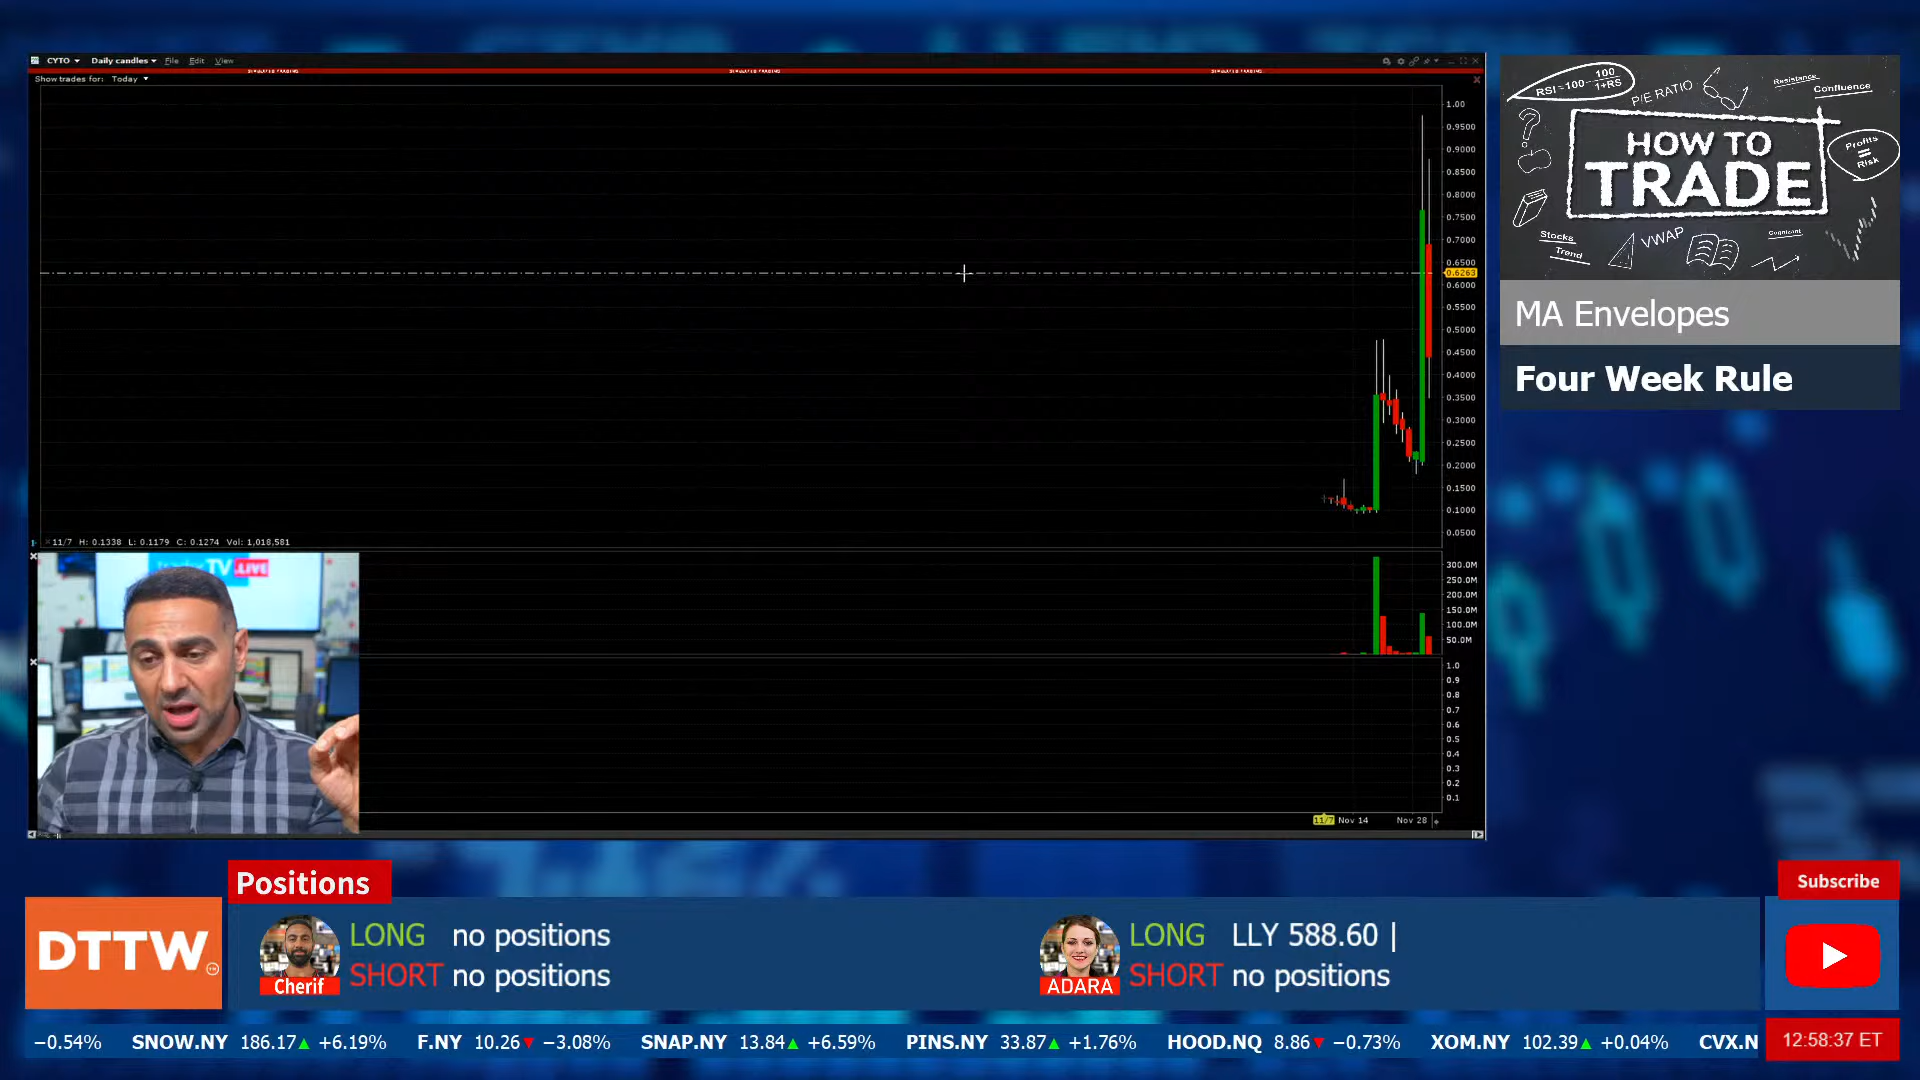 CYTO Daily candles File Edit View
Show trades for: Today
1.00
0.9500
0.9000
0.8500
0.8000
0.7500
0.7000
0.6500
0.6263
0.6000
0.5500
0.5000
0.4500
0.4000
0.3500
0.3000
0.2500
0.2000
0.1500
0.1000
0.0500
11/7 H: 0.1338 L: 0.1179 C: 0.1274 Vol: 1,018,581
300.0M
250.0M
200.0M
150.0M
100.0M
50.0M
1.0
0.9
0.8
0.7
0.6
0.5
0.4
0.3
0.2
0.1
11/7 Nov 14 Nov 28
TV LIVE
RSI=100- 100
1+RS
P/E RATIO
Resistance
Confluence
HOW TO
TRADE
Profits
=
Risk
Stocks
Trend
VWAP
MA Envelopes
Four Week Rule
Positions
Subscribe
DTTW
Cherif
LONG no positions
SHORT no positions
ADARA
LONG LLY 588.60 |
SHORT no positions
−0.54% SNOW.NY 186.17▲ +6.19% F.NY 10.26▼ −3.08% SNAP.NY 13.84▲ +6.59% PINS.NY 33.87▲ +1.76% HOOD.NQ 8.86▼ −0.73% XOM.NY 102.39▲ +0.04% CVX.N
12:58:37 ET